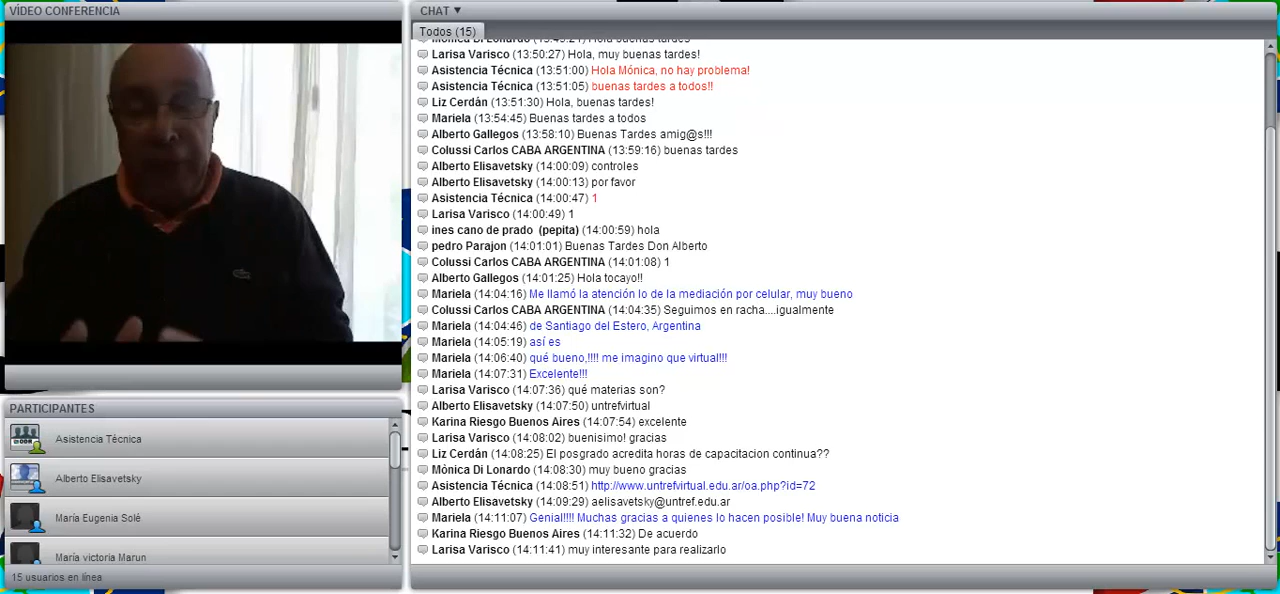 VÍDEO CONFERENCIA
CHAT
Todos (15)
Larisa Varisco (13:50:27) Hola, muy buenas tardes!
Asistencia Técnica (13:51:00) Hola Mónica, no hay problema!
Asistencia Técnica (13:51:05) buenas tardes a todos!!
Liz Cerdán (13:51:30) Hola, buenas tardes!
Mariela (13:54:45) Buenas tardes a todos
Alberto Gallegos (13:58:10) Buenas Tardes amig@s!!!
Colussi Carlos CABA ARGENTINA (13:59:16) buenas tardes
Alberto Elisavetsky (14:00:09) controles
Alberto Elisavetsky (14:00:13) por favor
Asistencia Técnica (14:00:47) 1
Larisa Varisco (14:00:49) 1
ines cano de prado (pepita) (14:00:59) hola
pedro Parajon (14:01:01) Buenas Tardes Don Alberto
Colussi Carlos CABA ARGENTINA (14:01:08) 1
Alberto Gallegos (14:01:25) Hola tocayo!!
Mariela (14:04:16) Me llamó la atención lo de la mediación por celular, muy bueno
Colussi Carlos CABA ARGENTINA (14:04:35) Seguimos en racha....igualmente
Mariela (14:04:46) de Santiago del Estero, Argentina
Mariela (14:05:19) así es
Mariela (14:06:40) qué bueno,!!!! me imagino que virtual!!!
Mariela (14:07:31) Excelente!!!
Larisa Varisco (14:07:36) qué materias son?
Alberto Elisavetsky (14:07:50) untrefvirtual
Karina Riesgo Buenos Aires (14:07:54) excelente
Larisa Varisco (14:08:02) buenisimo! gracias
Liz Cerdán (14:08:25) El posgrado acredita horas de capacitacion continua??
Mònica Di Lonardo (14:08:30) muy bueno gracias
Asistencia Técnica (14:08:51) http://www.untrefvirtual.edu.ar/oa.php?id=72
Alberto Elisavetsky (14:09:29) aelisavetsky@untref.edu.ar
Mariela (14:11:07) Genial!!!! Muchas gracias a quienes lo hacen posible! Muy buena noticia
Karina Riesgo Buenos Aires (14:11:32) De acuerdo
Larisa Varisco (14:11:41) muy interesante para realizarlo
PARTICIPANTES
Asistencia Técnica
Alberto Elisavetsky
María Eugenia Solé
María victoria Marun
15 usuarios en línea